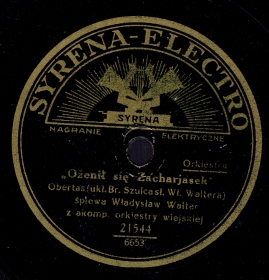 SYRENA-ELECTRO
SYRENA
NAGRANIE ELEKTRYCZNE
Orkiestra
„Ożenił się Zacharjasek"
Obertas (ukł. Br. Szulca sł. Wł. Waltera)
śpiewa Władysław Walter
z akomp. orkiestry wiejskiej
21544
6653